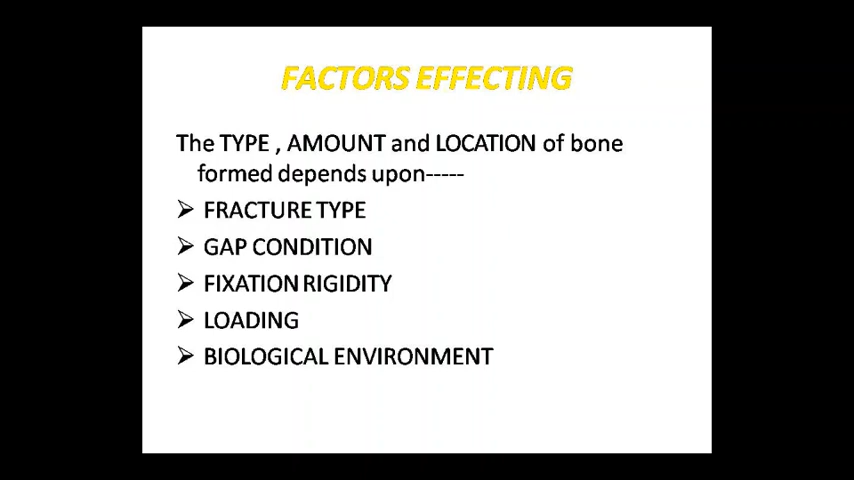 FACTORS EFFECTING
The TYPE , AMOUNT and LOCATION of bone
formed depends upon-----
➢ FRACTURE TYPE
➢ GAP CONDITION
➢ FIXATION RIGIDITY
➢ LOADING
➢ BIOLOGICAL ENVIRONMENT